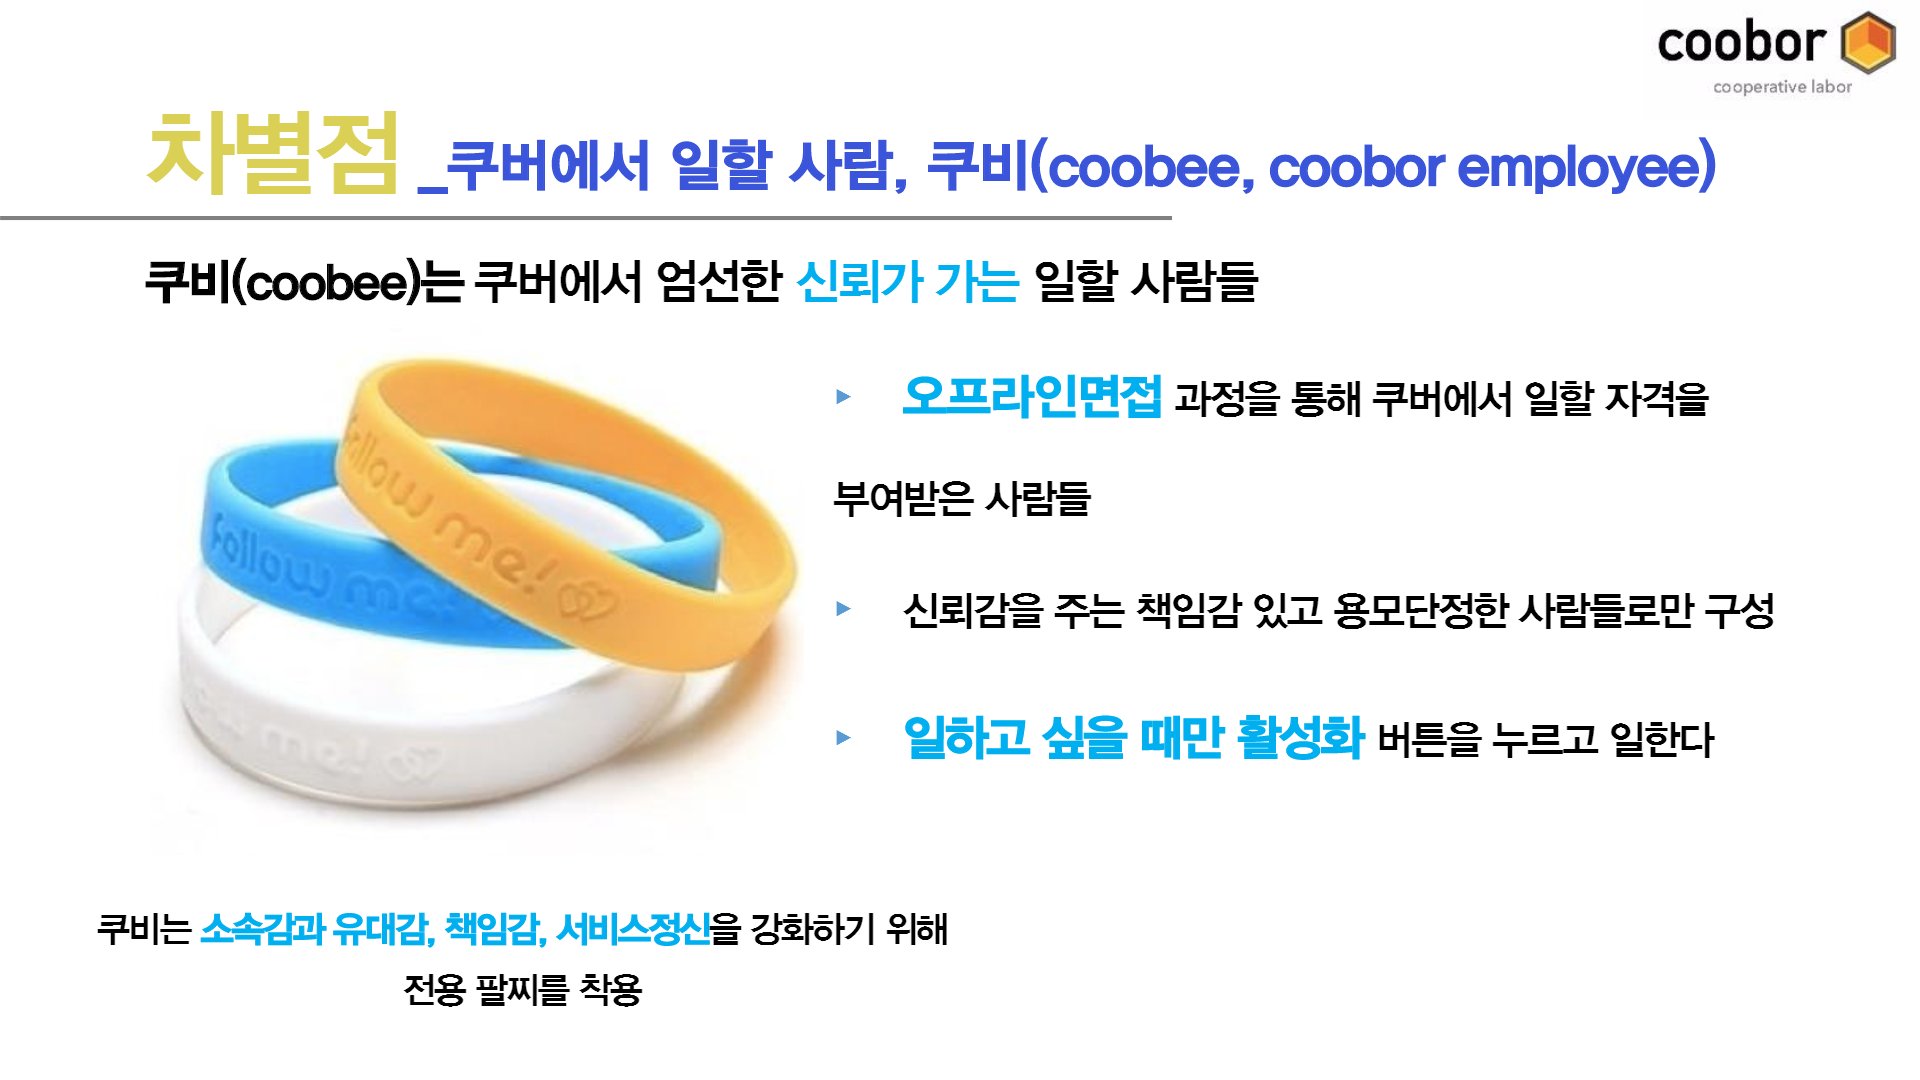 coobor
cooperative labor
차별점 _쿠버에서 일할 사람, 쿠비(coobee, coobor employee)
쿠비(coobee)는 쿠버에서 엄선한 신뢰가 가는 일할 사람들
▸ 오프라인면접 과정을 통해 쿠버에서 일할 자격을
부여받은 사람들
▸ 신뢰감을 주는 책임감 있고 용모단정한 사람들로만 구성
▸ 일하고 싶을 때만 활성화 버튼을 누르고 일한다
follow me!
follow me!
me!
쿠비는 소속감과 유대감, 책임감, 서비스정신을 강화하기 위해
전용 팔찌를 착용